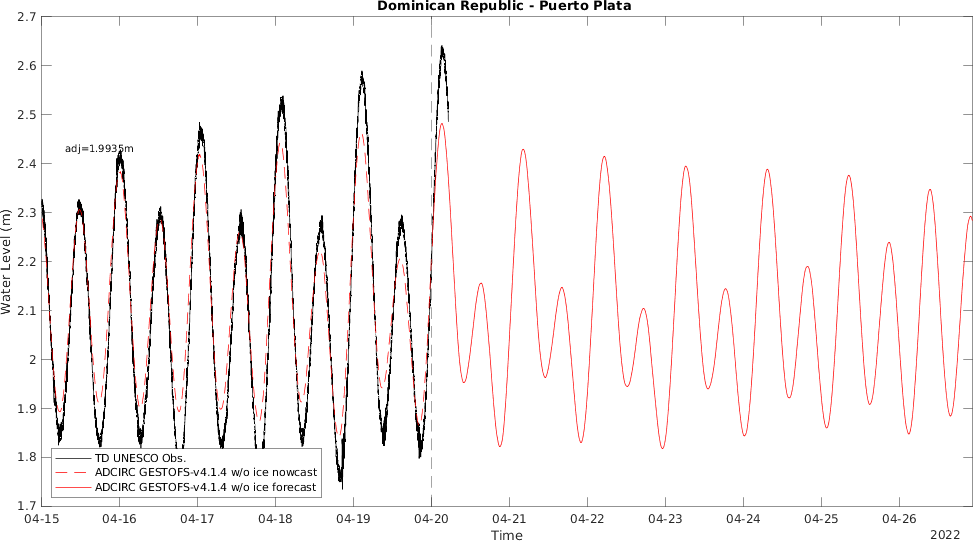 Dominican Republic - Puerto Plata
2.7
2.6
2.5
2.4
2.3
2.2
2.1
2
1.9
1.8
1.7
Water Level (m)
adj=1.9935m
TD UNESCO Obs.
ADCIRC GESTOFS-v4.1.4 w/o ice nowcast
ADCIRC GESTOFS-v4.1.4 w/o ice forecast
04-15 04-16 04-17 04-18 04-19 04-20 04-21 04-22 04-23 04-24 04-25 04-26
Time
2022